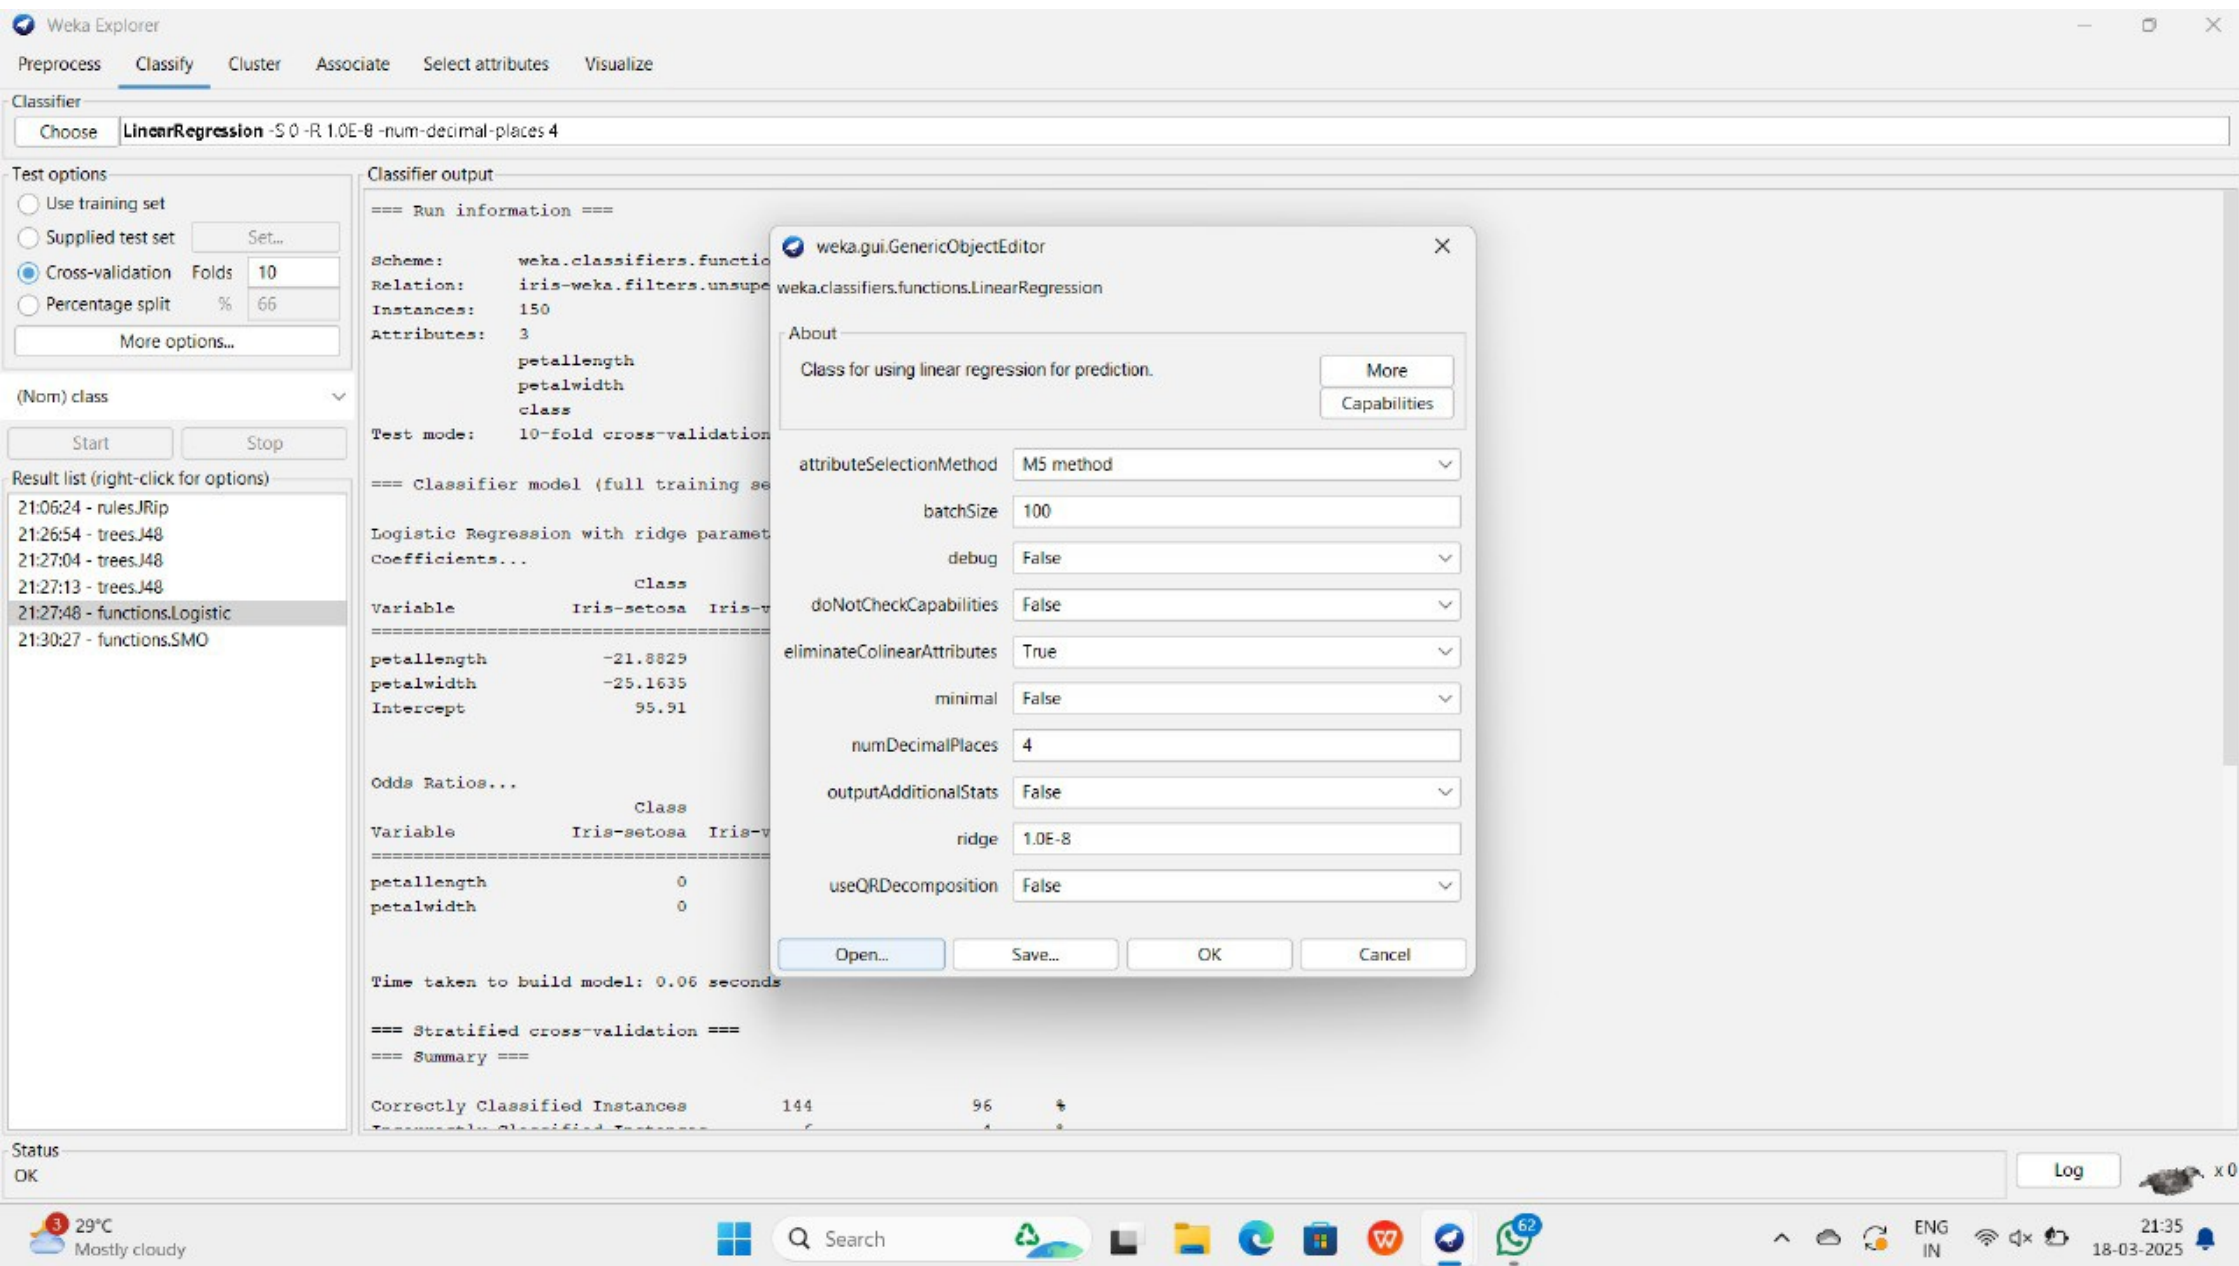 Weka Explorer
Preprocess Classify Cluster Associate Select attributes Visualize
Classifier
Choose LinearRegression -S 0 -R 1.0E-8 -num-decimal-places 4
Test options
Use training set
Supplied test set Set...
Cross-validation Folds 10
Percentage split % 66
More options...
(Nom) class
Start Stop
Result list (right-click for options)
21:06:24 - rules.JRip
21:26:54 - trees.J48
21:27:04 - trees.J48
21:27:13 - trees.J48
21:27:48 - functions.Logistic
21:30:27 - functions.SMO
Classifier output
=== Run information ===
Scheme: weka.classifiers.functio
Relation: iris-weka.filters.unsupe
Instances: 150
Attributes: 3
petallength
petalwidth
class
Test mode: 10-fold cross-validation
=== Classifier model (full training se
Logistic Regression with ridge paramet
Coefficients...
Class
Variable Iris-setosa Iris-v
petallength -21.8829
petalwidth -25.1635
Intercept 95.91
Odds Ratios...
Class
Variable Iris-setosa Iris-v
petallength 0
petalwidth 0
Time taken to build model: 0.06 seconds
=== Stratified cross-validation ===
=== Summary ===
Correctly Classified Instances 144 96 %
weka.gui.GenericObjectEditor
weka.classifiers.functions.LinearRegression
About
Class for using linear regression for prediction.
More
Capabilities
attributeSelectionMethod M5 method
batchSize 100
debug False
doNotCheckCapabilities False
eliminateColinearAttributes True
minimal False
numDecimalPlaces 4
outputAdditionalStats False
ridge 1.0E-8
useQRDecomposition False
Open... Save... OK Cancel
Status
OK
Log x 0
3 29°C
Mostly cloudy
Search
62
ENG
IN
21:35
18-03-2025